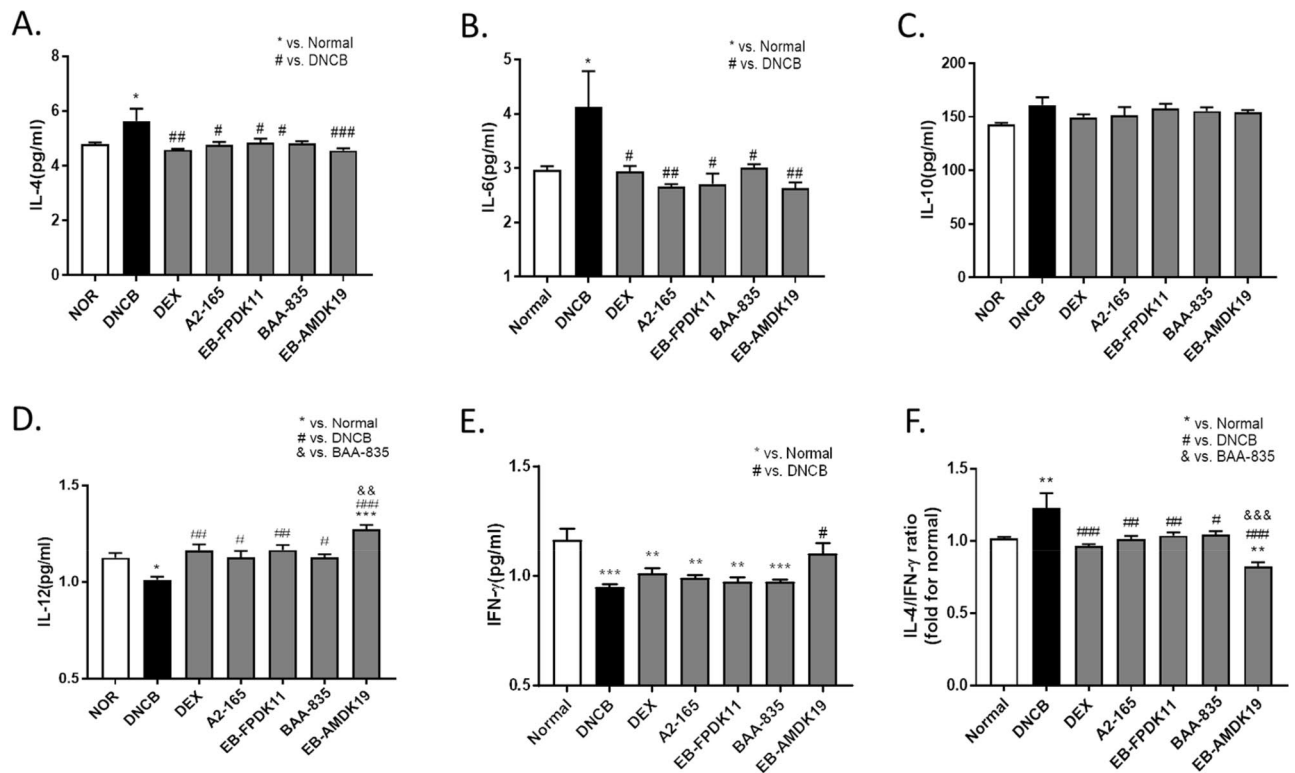 A.
* vs. Normal
# vs. DNCB
IL-4(pg/ml)
8
6
4
2
0
*
##
#
#
#
###
NOR
DNCB
DEX
A2-165
EB-FPDK11
BAA-835
EB-AMDK19
B.
* vs. Normal
# vs. DNCB
IL-6(pg/ml)
5
4
3
2
1
*
#
##
#
#
##
Normal
DNCB
DEX
A2-165
EB-FPDK11
BAA-835
EB-AMDK19
C.
IL-10(pg/ml)
200
150
100
50
0
NOR
DNCB
DEX
A2-165
EB-FPDK11
BAA-835
EB-AMDK19
D.
* vs. Normal
# vs. DNCB
& vs. BAA-835
IL-12(pg/ml)
1.5
1.0
0.5
*
##
#
##
#
&&
###
***
NOR
DNCB
DEX
A2-165
EB-FPDK11
BAA-835
EB-AMDK19
E.
* vs. Normal
# vs. DNCB
IFN-γ(pg/ml)
1.5
1.0
0.5
***
**
**
**
***
#
Normal
DNCB
DEX
A2-165
EB-FPDK11
BAA-835
EB-AMDK19
F.
* vs. Normal
# vs. DNCB
& vs. BAA-835
IL-4/IFN-γ ratio
(fold for normal)
1.5
1.0
0.5
0.0
**
###
##
##
#
&&&
###
**
Normal
DNCB
DEX
A2-165
EB-FPDK11
BAA-835
EB-AMDK19